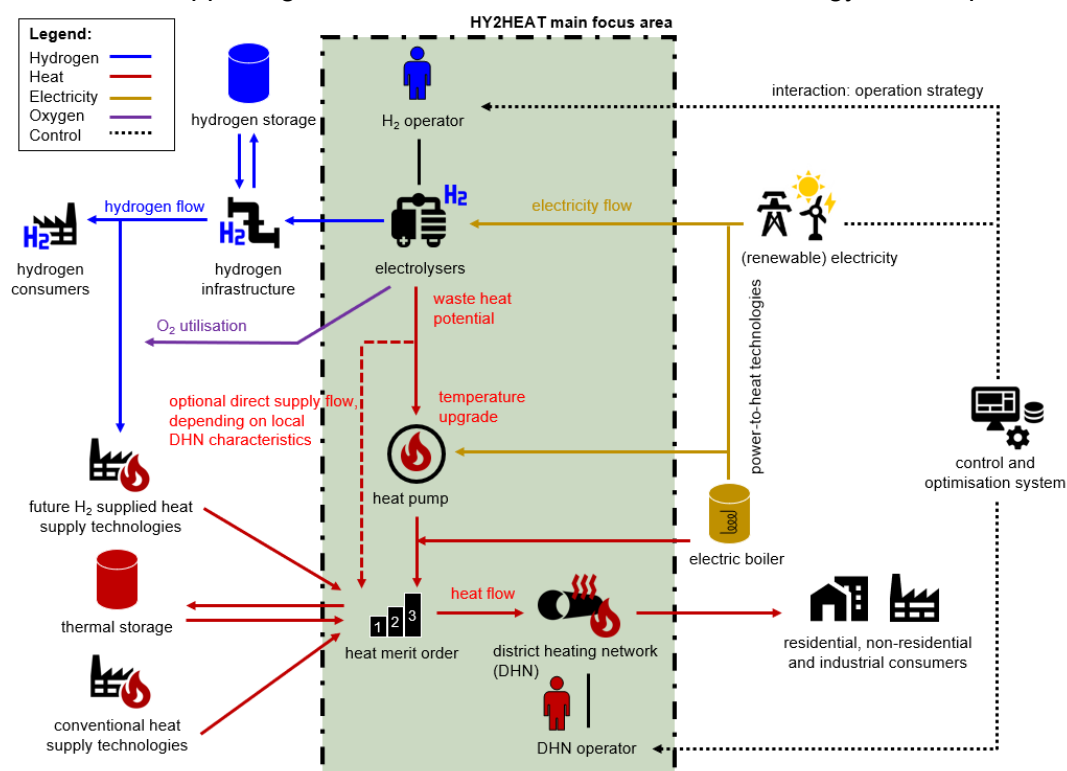 HY2HEAT main focus area
Legend:
Hydrogen
Heat
Electricity
Oxygen
Control
hydrogen storage
H₂ operator
interaction: operation strategy
hydrogen flow
H2
electricity flow
H2
H2
hydrogen
consumers
hydrogen
infrastructure
electrolysers
(renewable) electricity
waste heat
potential
O₂ utilisation
power-to-heat technologies
optional direct supply flow,
depending on local
DHN characteristics
temperature
upgrade
control and
optimisation system
future H₂ supplied heat
supply technologies
heat pump
electric boiler
thermal storage
1 2 3
heat merit order
heat flow
district heating network
(DHN)
residential, non-residential
and industrial consumers
conventional heat
supply technologies
DHN operator